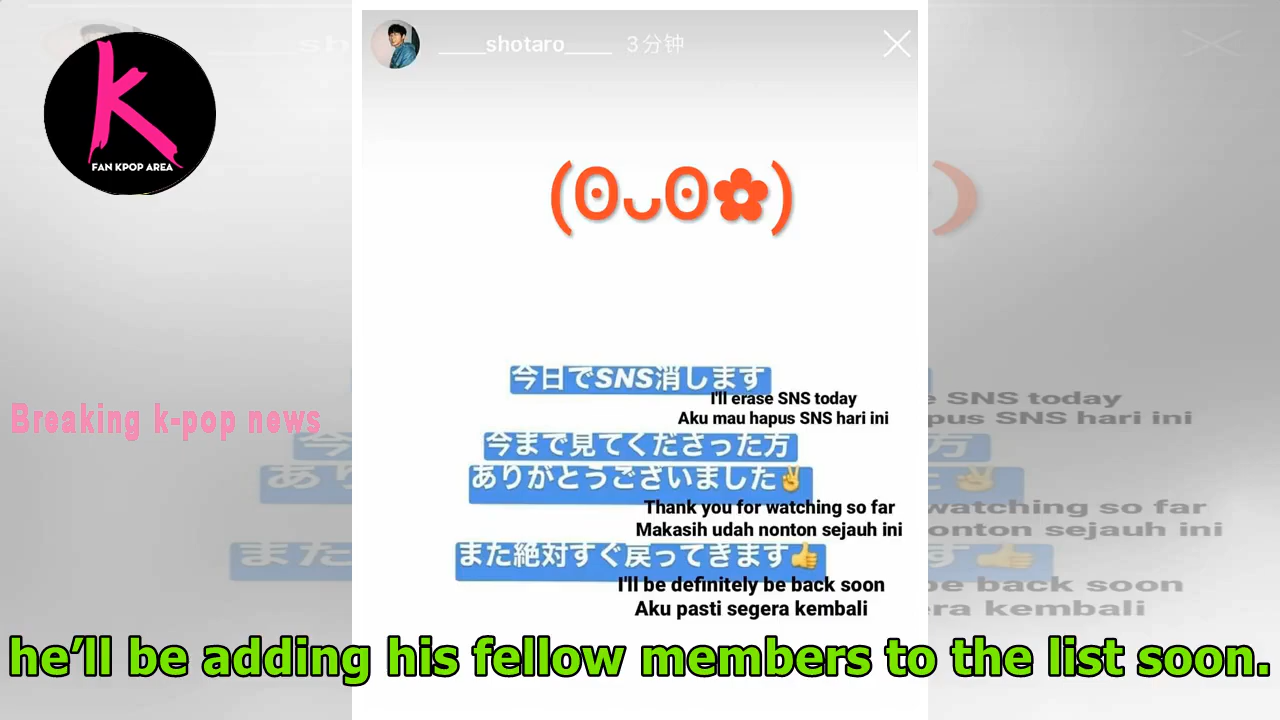 K
FAN KPOP AREA
____shotaro____ 3分钟
(ʘᴗʘ✿)
今日でSNS消します
I'll erase SNS today
Aku mau hapus SNS hari ini
今まで見てくださった方
ありがとうございました✌️
Thank you for watching so far
Makasih udah nonton sejauh ini
また絶対すぐ戻ってきます👍
I'll be definitely be back soon
Aku pasti segera kembali
Breaking k-pop news
he’ll be adding his fellow members to the list soon.